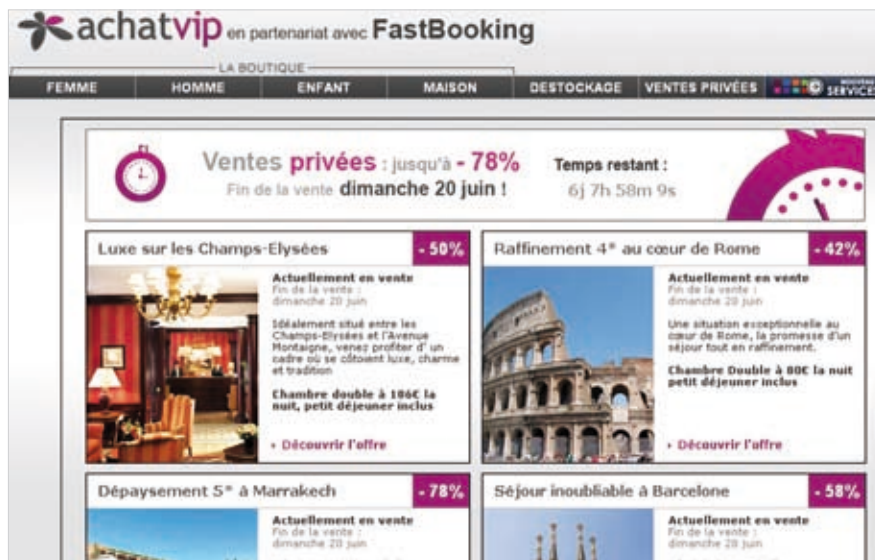 achatvip en partenariat avec FastBooking
LA BOUTIQUE
FEMME HOMME ENFANT MAISON DESTOCKAGE VENTES PRIVÉES NOUVEAUX SERVICES
Ventes privées : jusqu'à - 78% Temps restant :
Fin de la vente dimanche 20 juin ! 6j 7h 58m 9s
Luxe sur les Champs-Elysées - 50%
Actuellement en vente
Fin de la vente :
dimanche 20 juin
Idéalement situé entre les
Champs-Elysées et l'Avenue
Montaigne, venez profiter d' un
cadre où se côtoient luxe, charme
et tradition
Chambre double à 186€ la
nuit, petit déjeuner inclus
Découvrir l'offre
Raffinement 4* au cœur de Rome - 42%
Actuellement en vente
Fin de la vente :
dimanche 20 juin
Une situation exceptionnelle au
cœur de Rome, la promesse d'un
séjour tout en raffinement.
Chambre Double à 80€ la nuit
petit déjeuner inclus
Découvrir l'offre
Dépaysement 5* à Marrakech - 78%
Actuellement en vente
Fin de la vente :
dimanche 20 juin
Séjour inoubliable à Barcelone - 58%
Actuellement en vente
Fin de la vente :
dimanche 20 juin